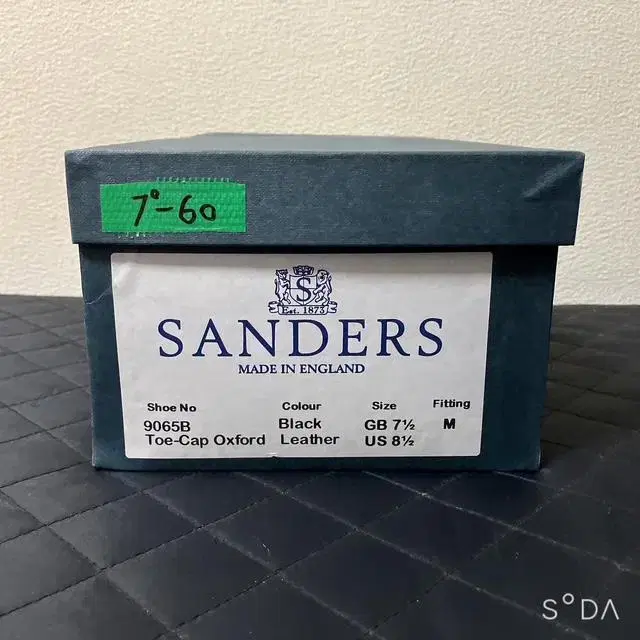 プ-60
S
Est. 1873
SANDERS
MADE IN ENGLAND
Shoe No Colour Size Fitting
9065B Black GB 7½ M
Toe-Cap Oxford Leather US 8½
S°DA